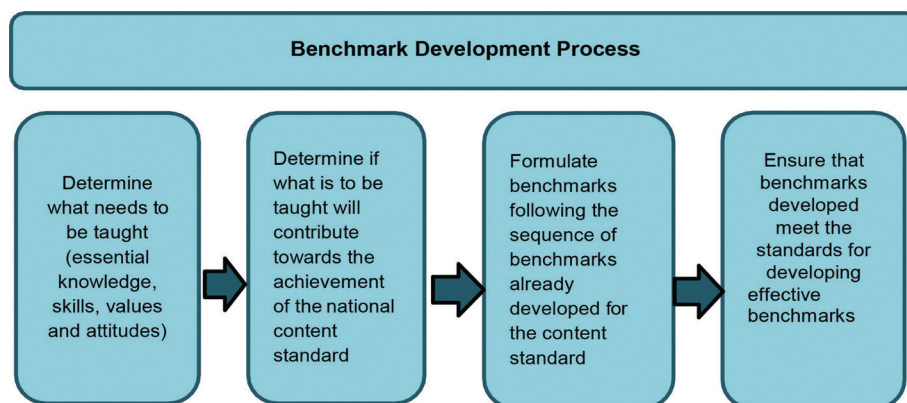 Benchmark Development Process
Determine
what needs to
be taught
(essential
knowledge,
skills, values
and attitudes)
Determine if
what is to be
taught will
contribute
towards the
achievement
of the national
content
standard
Formulate
benchmarks
following the
sequence of
benchmarks
already
developed for
the content
standard
Ensure that
benchmarks
developed
meet the
standards for
developing
effective
benchmarks